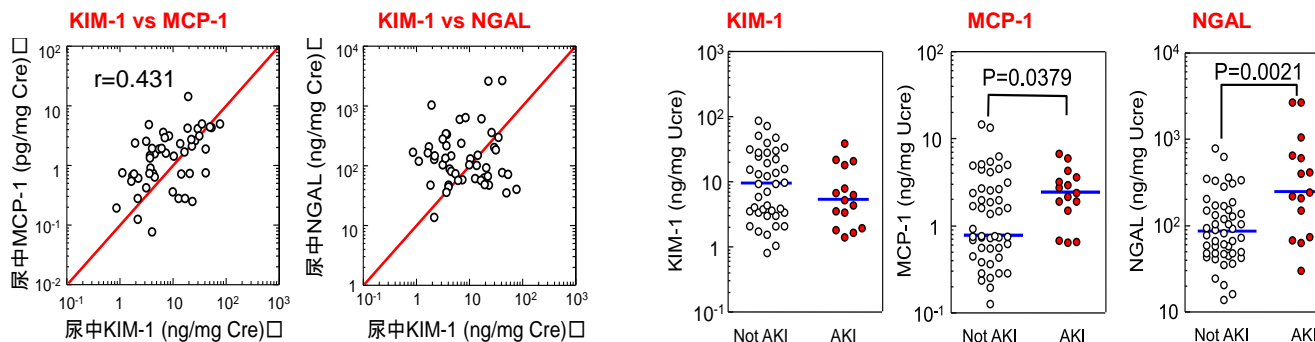 KIM-1 vs MCP-1
尿中MCP-1 (pg/mg Cre)□
10²
10
1
10⁻¹
10⁻²
r=0.431
10⁻¹ 1 10 10² 10³
尿中KIM-1 (ng/mg Cre)□
KIM-1 vs NGAL
尿中NGAL (ng/mg Cre)□
10⁴
10³
10²
10
1
10⁻¹ 1 10 10² 10³
尿中KIM-1 (ng/mg Cre)□
KIM-1
KIM-1 (ng/mg Ucre)
10³
10²
10
1
10⁻¹
Not AKI AKI
MCP-1
MCP-1 (ng/mg Ucre)
10²
10
1
10⁻¹
P=0.0379
Not AKI AKI
NGAL
NGAL (ng/mg Ucre)
10⁴
10³
10²
10
P=0.0021
Not AKI AKI